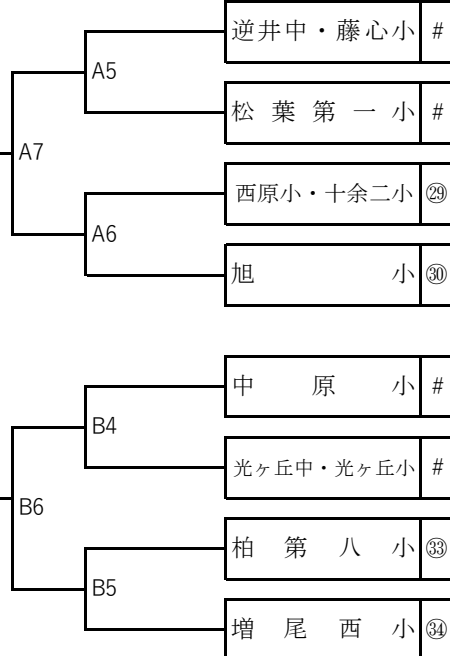 逆井中・藤心小 #
A5
松葉第一小 #
A7
西原小・十余二小 ㉙
A6
旭小 ㉚
中原小 #
B4
光ヶ丘中・光ヶ丘小 #
B6
柏第八小 ㉝
B5
増尾西小 ㉞